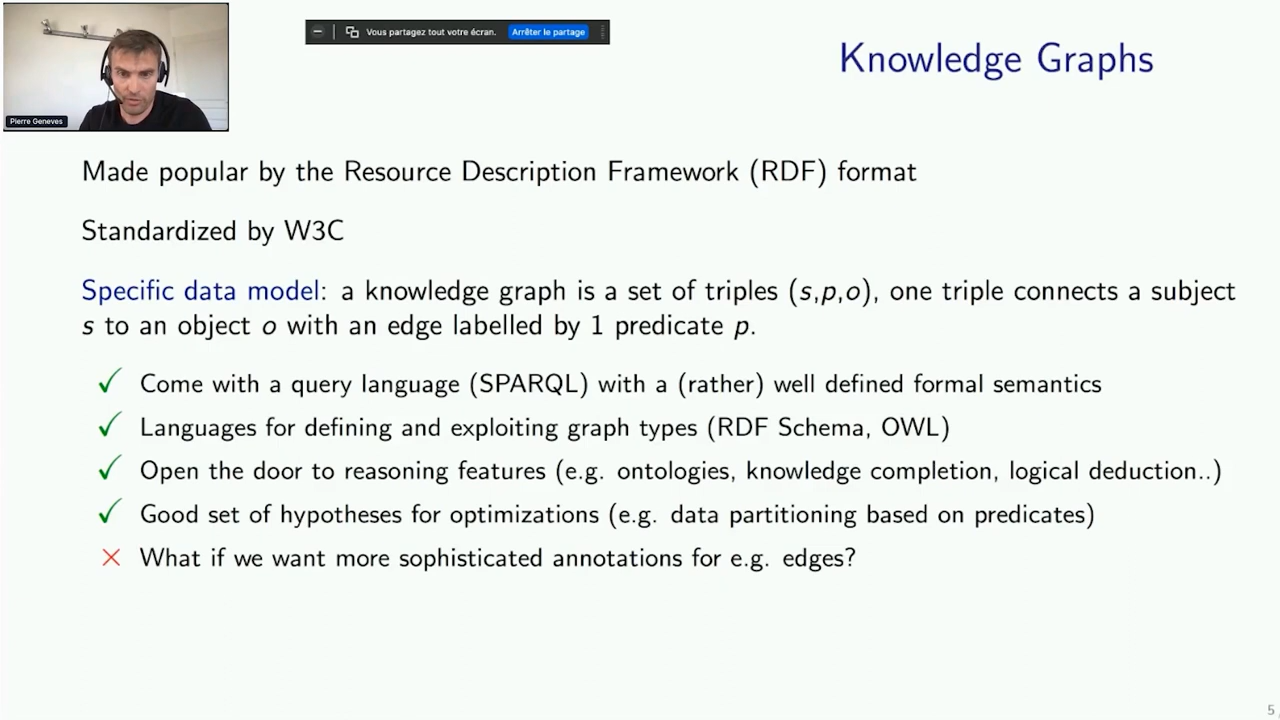 Vous partagez tout votre écran. Arrêter le partage
Knowledge Graphs
Pierre Geneves
Made popular by the Resource Description Framework (RDF) format
Standardized by W3C
Specific data model: a knowledge graph is a set of triples (s,p,o), one triple connects a subject
s to an object o with an edge labelled by 1 predicate p.
✓ Come with a query language (SPARQL) with a (rather) well defined formal semantics
✓ Languages for defining and exploiting graph types (RDF Schema, OWL)
✓ Open the door to reasoning features (e.g. ontologies, knowledge completion, logical deduction..)
✓ Good set of hypotheses for optimizations (e.g. data partitioning based on predicates)
× What if we want more sophisticated annotations for e.g. edges?
5